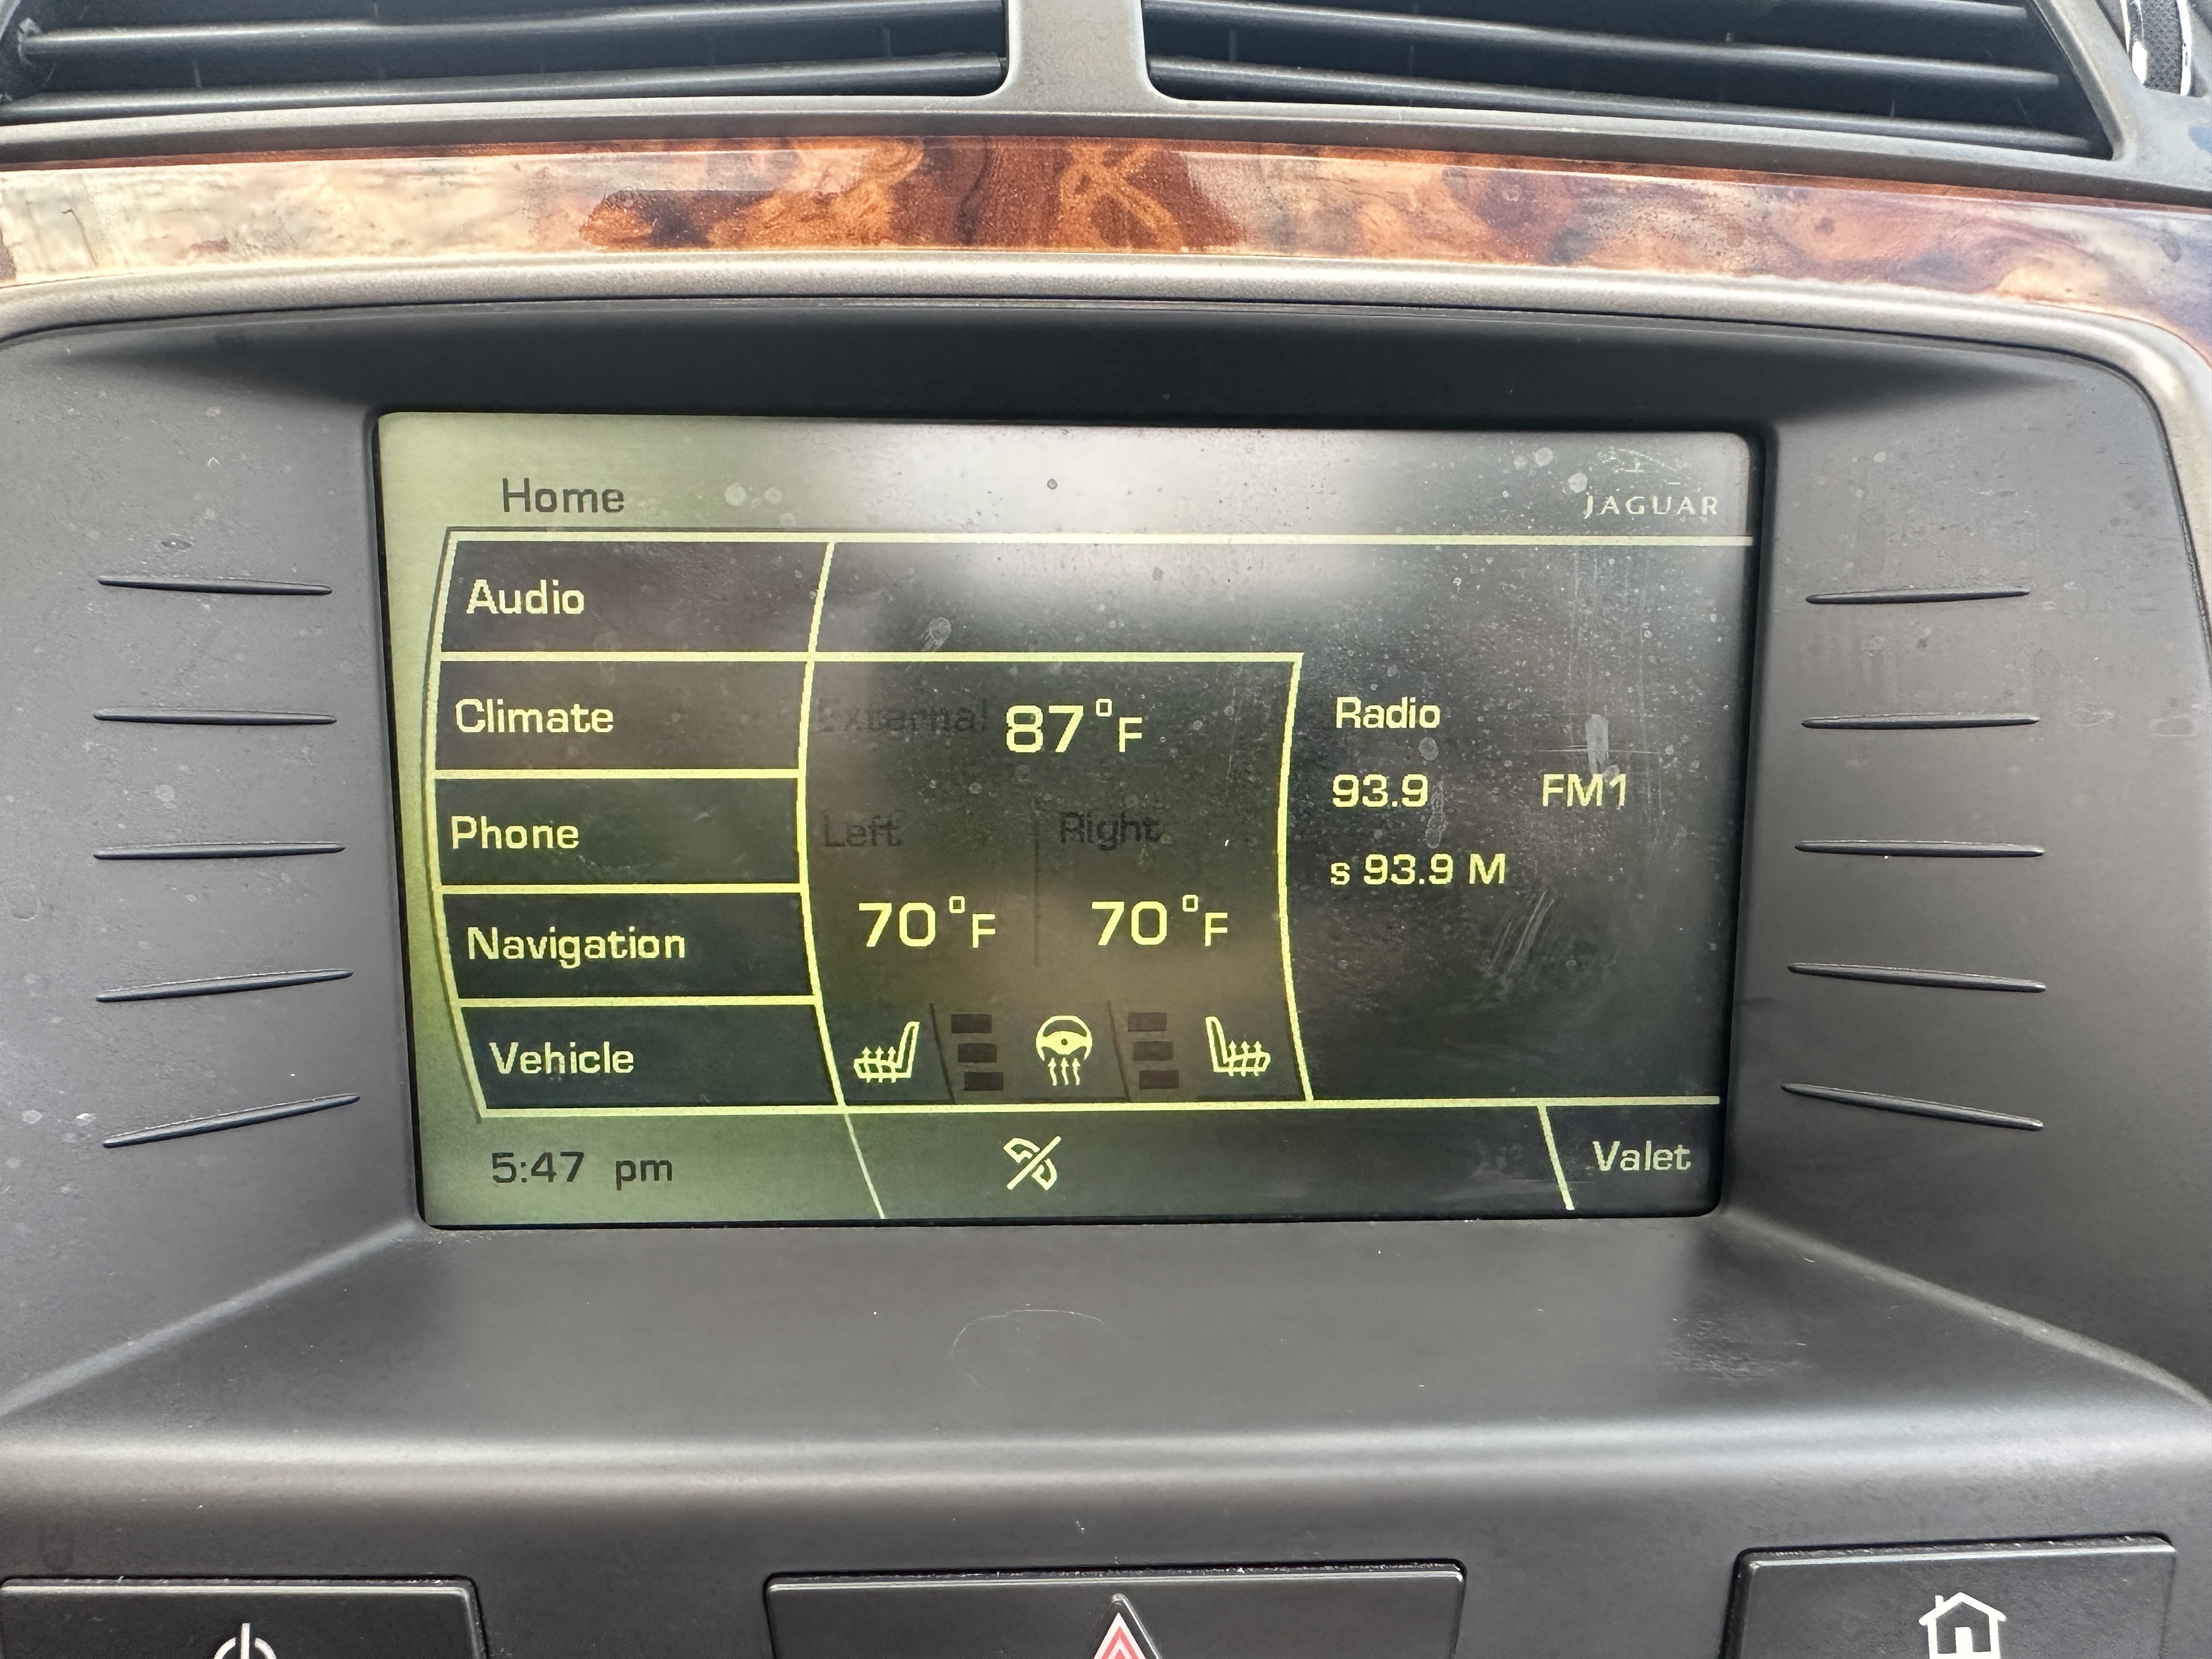 Home
JAGUAR
Audio
Climate
Phone
Navigation
Vehicle
External 87°F
Left Right
70°F 70°F
Radio
93.9 FM1
s 93.9 M
5:47 pm
Valet